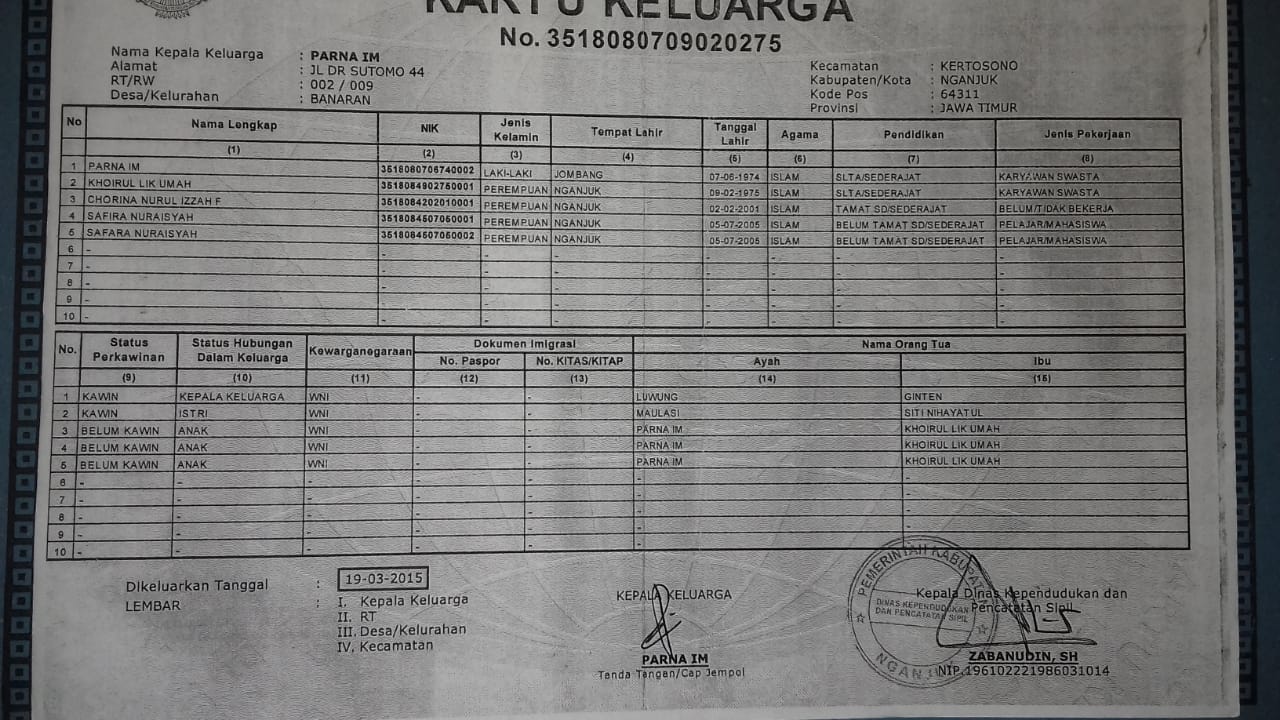 KARTU KELUARGA
No. 3518080709020275
Nama Kepala Keluarga : PARNA IM
Alamat : JL DR SUTOMO 44
RT/RW : 002 / 009
Desa/Kelurahan : BANARAN
Kecamatan : KERTOSONO
Kabupaten/Kota : NGANJUK
Kode Pos : 64311
Provinsi : JAWA TIMUR
No Nama Lengkap NIK Jenis Kelamin Tempat Lahir Tanggal Lahir Agama Pendidikan Jenis Pekerjaan
(1) (2) (3) (4) (5) (6) (7) (8)
1 PARNA IM 3518080706740002 LAKI-LAKI JOMBANG 07-06-1974 ISLAM SLTA/SEDERAJAT KARYAWAN SWASTA
2 KHOIRUL LIK UMAH 3518084902750001 PEREMPUAN NGANJUK 09-02-1975 ISLAM SLTA/SEDERAJAT KARYAWAN SWASTA
3 CHORINA NURUL IZZAH F 3518084202010001 PEREMPUAN NGANJUK 02-02-2001 ISLAM TAMAT SD/SEDERAJAT BELUM/TIDAK BEKERJA
4 SAFIRA NURAISYAH 3518084507050001 PEREMPUAN NGANJUK 05-07-2005 ISLAM BELUM TAMAT SD/SEDERAJAT PELAJAR/MAHASISWA
5 SAFARA NURAISYAH 3518084507050002 PEREMPUAN NGANJUK 05-07-2005 ISLAM BELUM TAMAT SD/SEDERAJAT PELAJAR/MAHASISWA
6 - - - - - - - -
7 - - - - - - - -
8 - - - - - - - -
9 - - - - - - - -
10 - - - - - - - -
No. Status Perkawinan Status Hubungan Dalam Keluarga Kewarganegaraan Dokumen Imigrasi Nama Orang Tua
No. Paspor No. KITAS/KITAP Ayah Ibu
(9) (10) (11) (12) (13) (14) (15)
1 KAWIN KEPALA KELUARGA WNI - - LUWUNG GINTEN
2 KAWIN ISTRI WNI - - MAULASI SITI NIHAYATUL
3 BELUM KAWIN ANAK WNI - - PARNA IM KHOIRUL LIK UMAH
4 BELUM KAWIN ANAK WNI - - PARNA IM KHOIRUL LIK UMAH
5 BELUM KAWIN ANAK WNI - - PARNA IM KHOIRUL LIK UMAH
6 - - - - - - -
7 - - - - - - -
8 - - - - - - -
9 - - - - - - -
10 - - - - - - -
Dikeluarkan Tanggal : 19-03-2015
LEMBAR : I. Kepala Keluarga
II. RT
III. Desa/Kelurahan
IV. Kecamatan
KEPALA KELUARGA
PARNA IM
Tanda Tangan/Cap Jempol
Kepala Dinas Kependudukan dan
Pencatatan Sipil
ZABANUDIN, SH
NIP.196102221986031014
PEMERINTAH KABUPATEN
DINAS KEPENDUDUKAN
DAN PENCATATAN SIPIL
NGANJUK